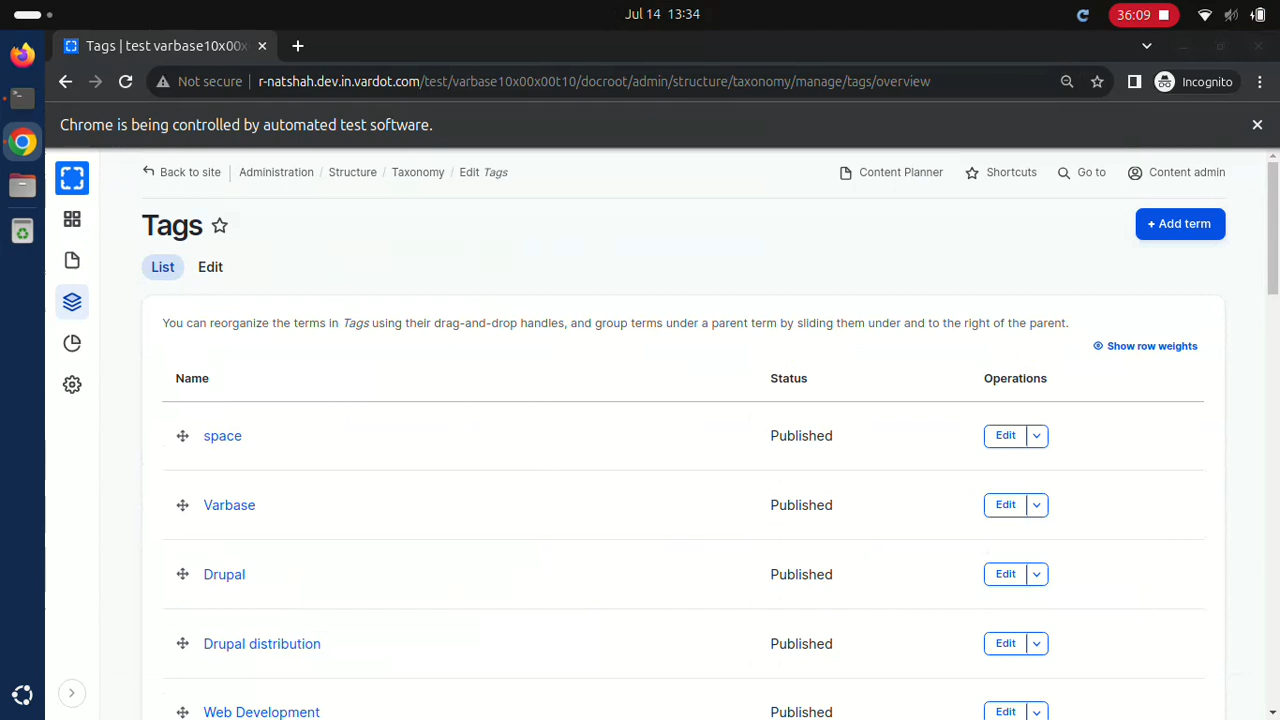 Jul 14 13:34
36:09
Tags | test varbase10x00x
Not secure r-natshah.dev.in.vardot.com/test/varbase10x00x00t10/docroot/admin/structure/taxonomy/manage/tags/overview
Incognito
Chrome is being controlled by automated test software.
Back to site Administration / Structure / Taxonomy / Edit Tags
Content Planner Shortcuts Go to Content admin
Tags
+ Add term
List Edit
You can reorganize the terms in Tags using their drag-and-drop handles, and group terms under a parent term by sliding them under and to the right of the parent.
Show row weights
Name Status Operations
space Published Edit
Varbase Published Edit
Drupal Published Edit
Drupal distribution Published Edit
Web Development Published Edit